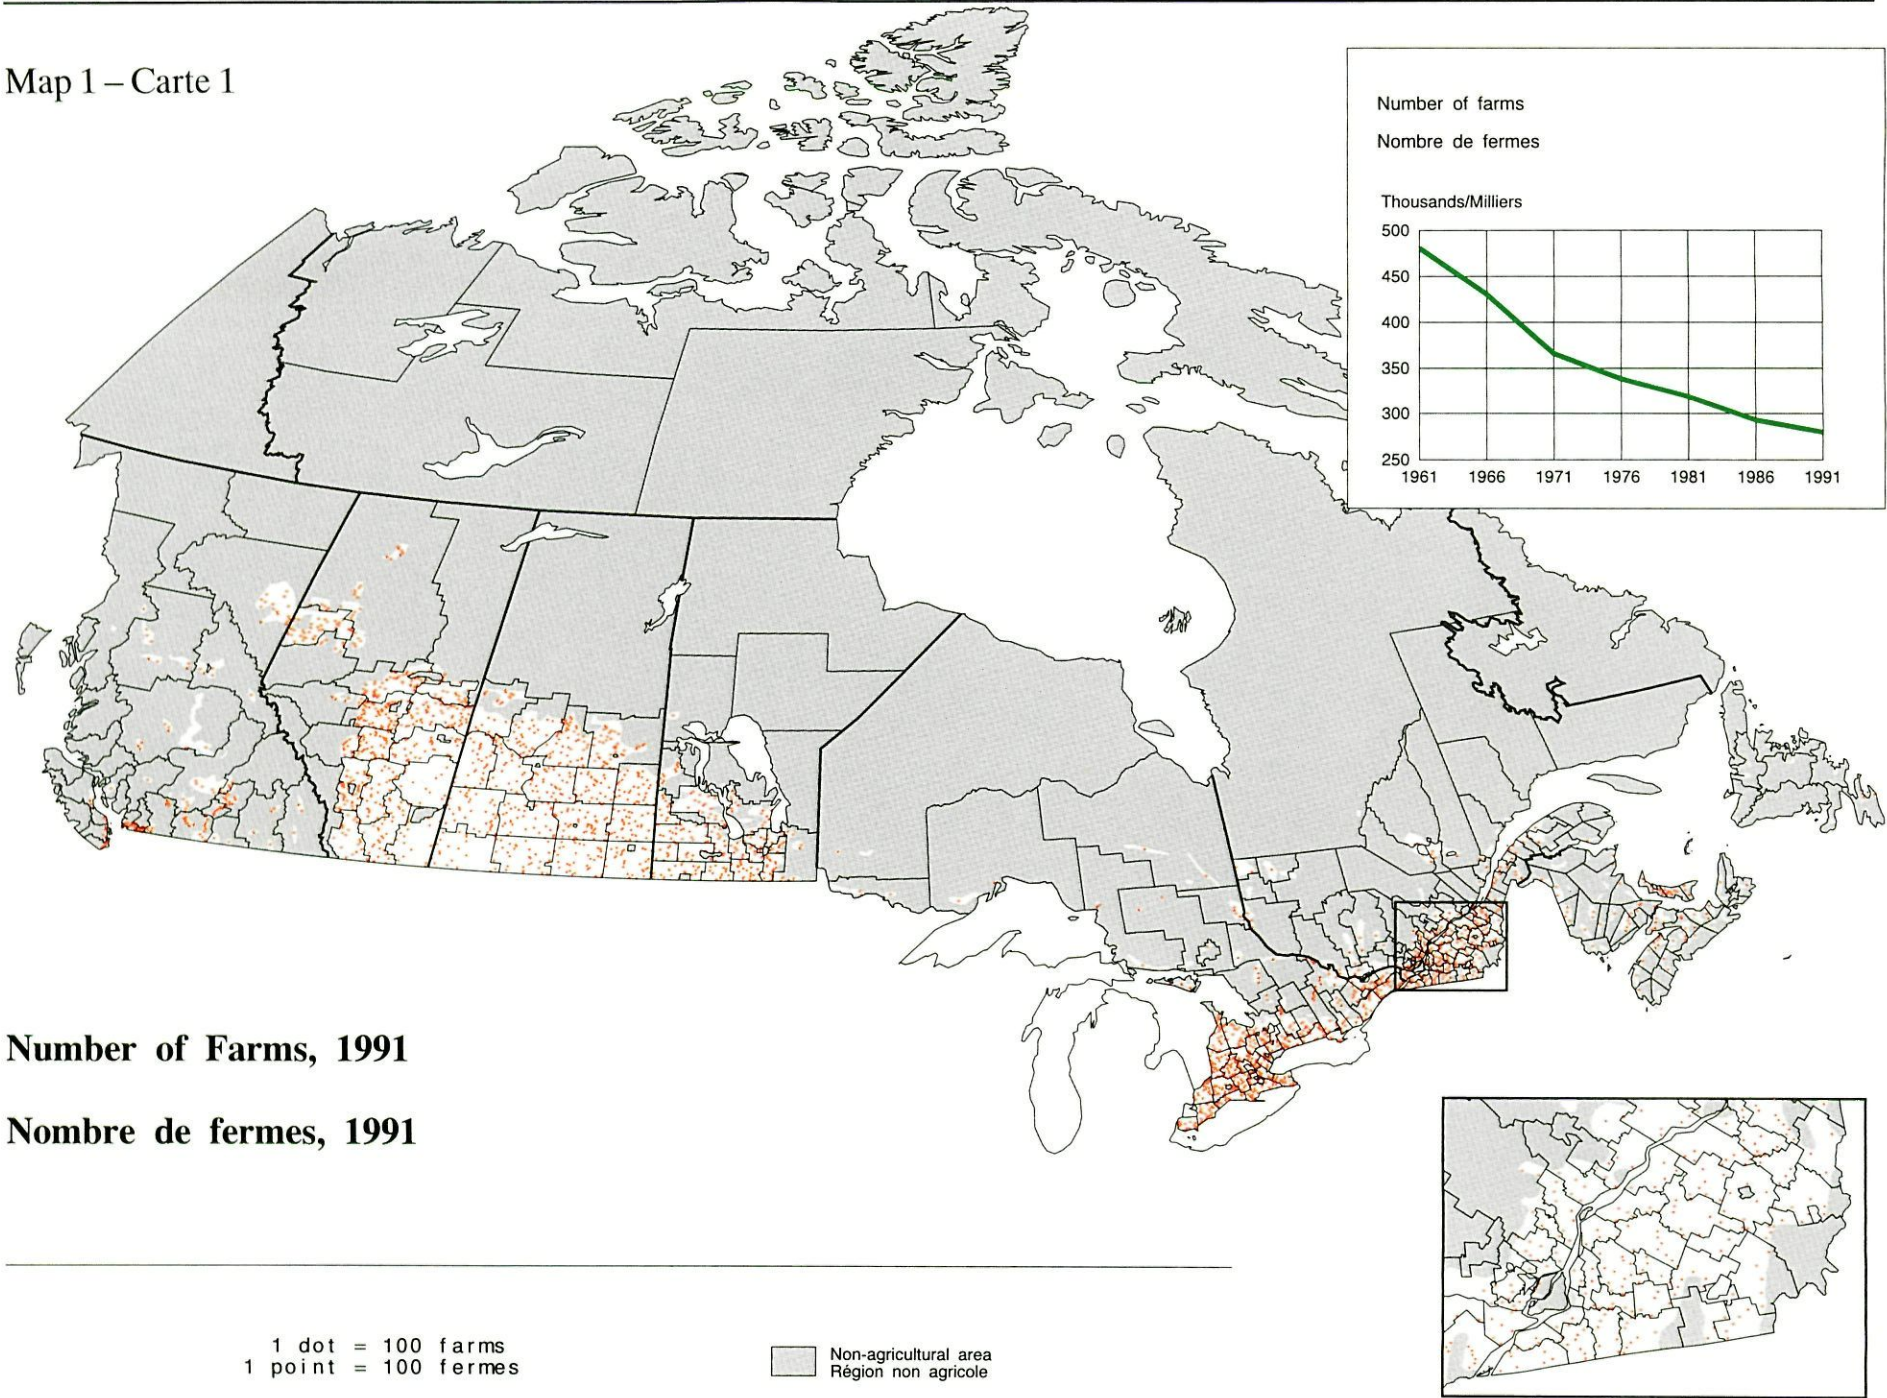 Map 1 – Carte 1
Number of farms
Nombre de fermes
Thousands/Milliers
500
450
400
350
300
250
1961 1966 1971 1976 1981 1986 1991
Number of Farms, 1991
Nombre de fermes, 1991
1 dot = 100 farms
1 point = 100 fermes
Non-agricultural area
Région non agricole